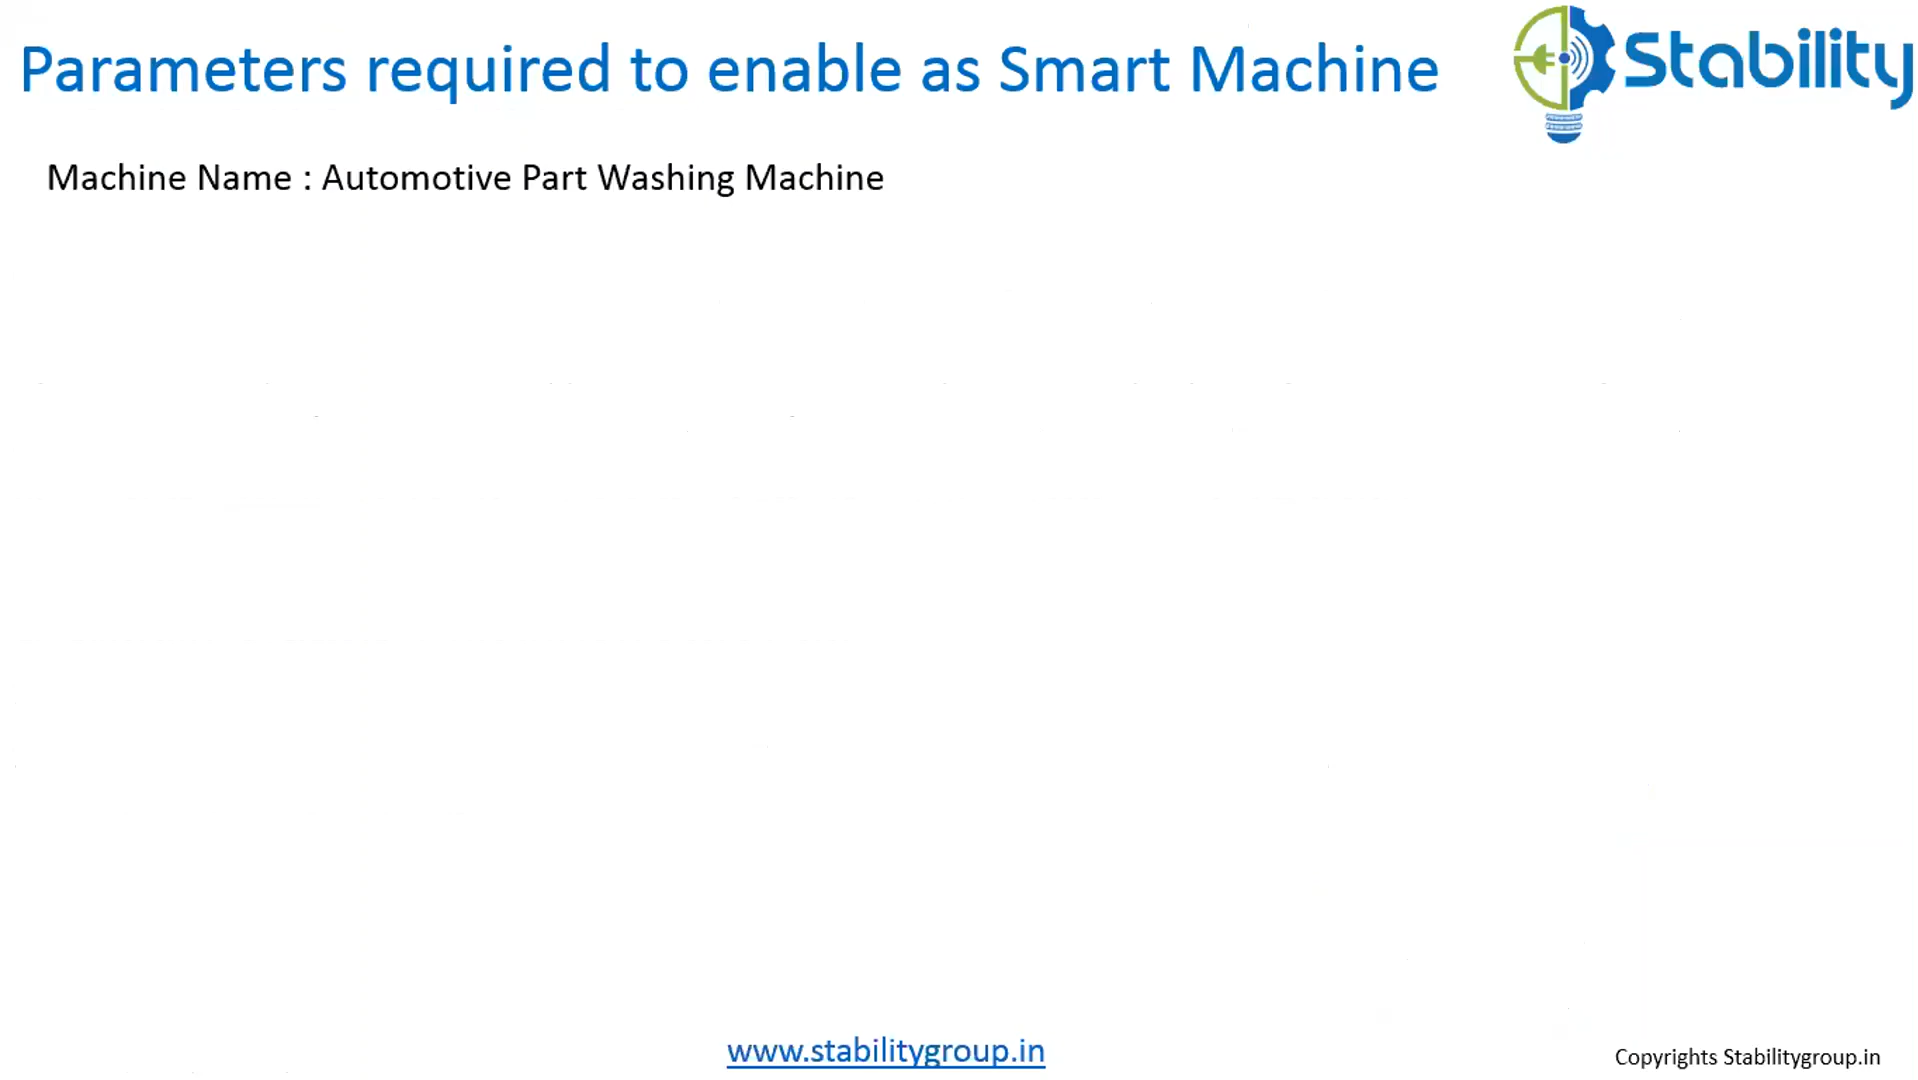 Parameters required to enable as Smart Machine
Stability
Machine Name : Automotive Part Washing Machine
www.stabilitygroup.in
Copyrights Stabilitygroup.in